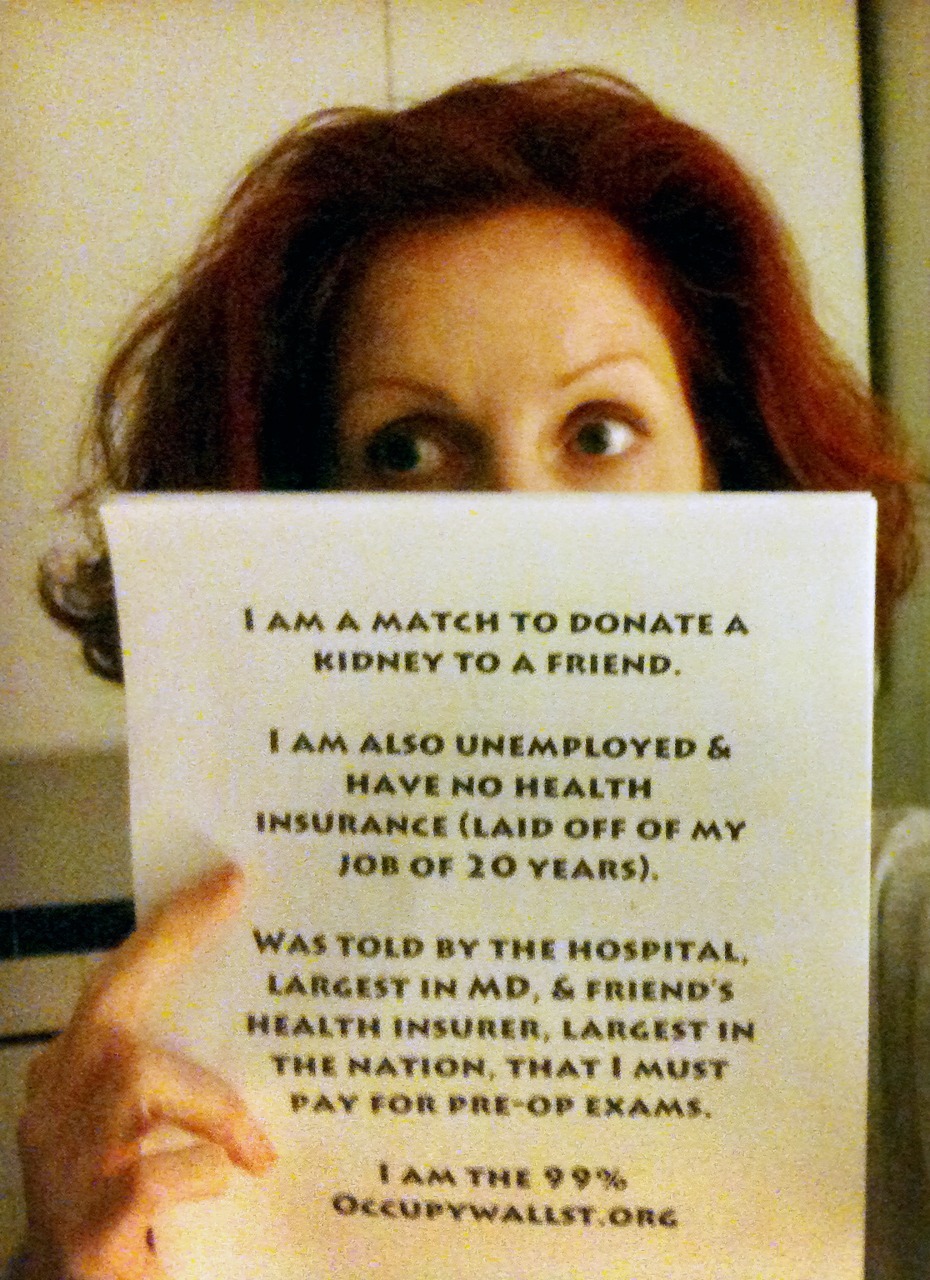 I AM A MATCH TO DONATE A
KIDNEY TO A FRIEND.
I AM ALSO UNEMPLOYED &
HAVE NO HEALTH
INSURANCE (LAID OFF OF MY
JOB OF 20 YEARS).
WAS TOLD BY THE HOSPITAL,
LARGEST IN MD, & FRIEND'S
HEALTH INSURER, LARGEST IN
THE NATION, THAT I MUST
PAY FOR PRE-OP EXAMS.
I AM THE 99%
OCCUPYWALLST.ORG